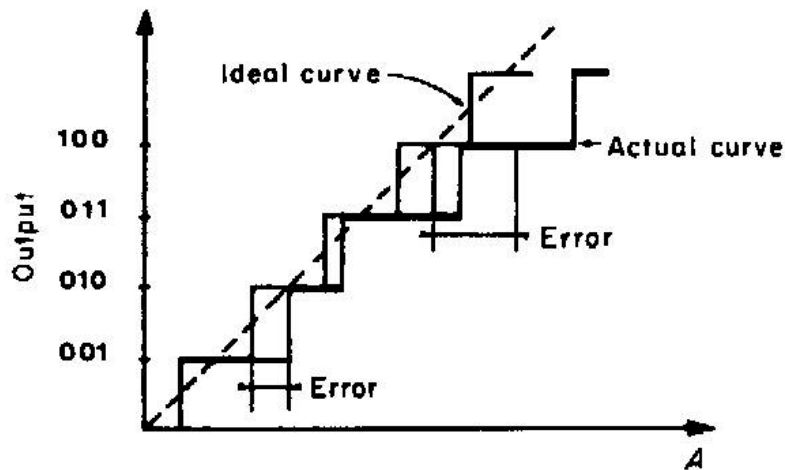 Ideal curve
100
Actual curve
011
Error
Output
010
001
Error
A